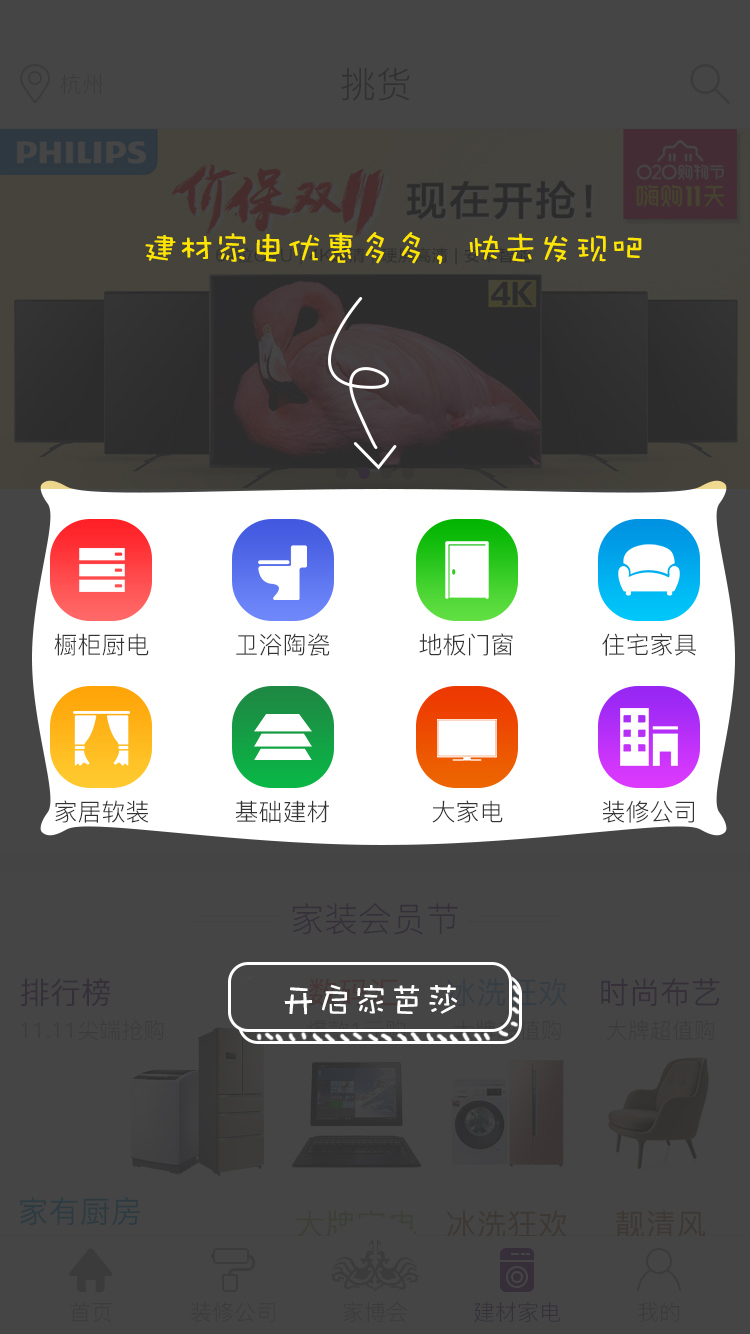 杭州
挑货
PHILIPS
价保双11 现在开抢！
O2O购物节
嗨购11天
建材家电优惠多多，快去发现吧
4K
橱柜厨电
卫浴陶瓷
地板门窗
住宅家具
家居软装
基础建材
大家电
装修公司
家装会员节
排行榜
冰洗狂欢
时尚布艺
开启家芭莎
11.11尖端抢购
大牌超值购
家有厨房
冰洗狂欢
靓清风
首页
装修公司
家博会
建材家电
我的